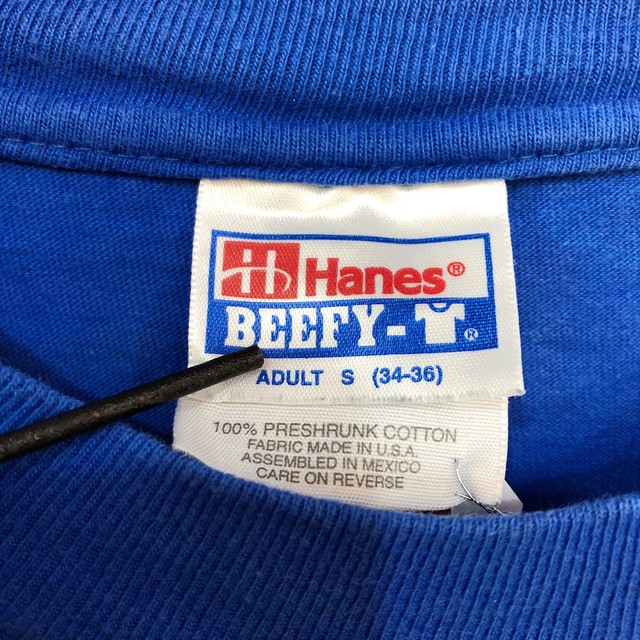 Hanes®
BEEFY-T®
ADULT S (34-36)
100% PRESHRUNK COTTON
FABRIC MADE IN U.S.A.
ASSEMBLED IN MEXICO
CARE ON REVERSE